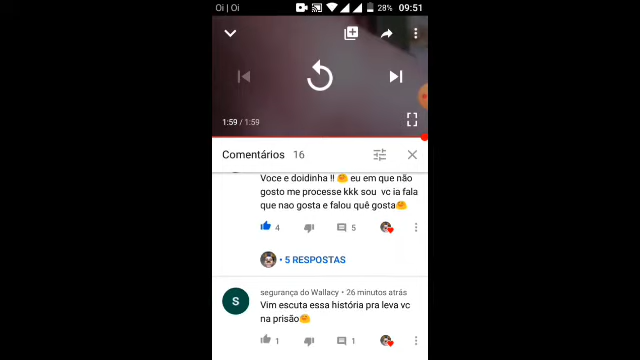 Oi | Oi 28% 09:51
1:59 / 1:59
Comentários 16
Voce e doidinha !! 🤗 eu em que não
gosto me processe kkk sou vc ia fala
que nao gosta e falou quê gosta🤗
4 5
• 5 RESPOSTAS
S
segurança do Wallacy • 26 minutos atrás
Vim escuta essa história pra leva vc
na prisão🤗
1 1